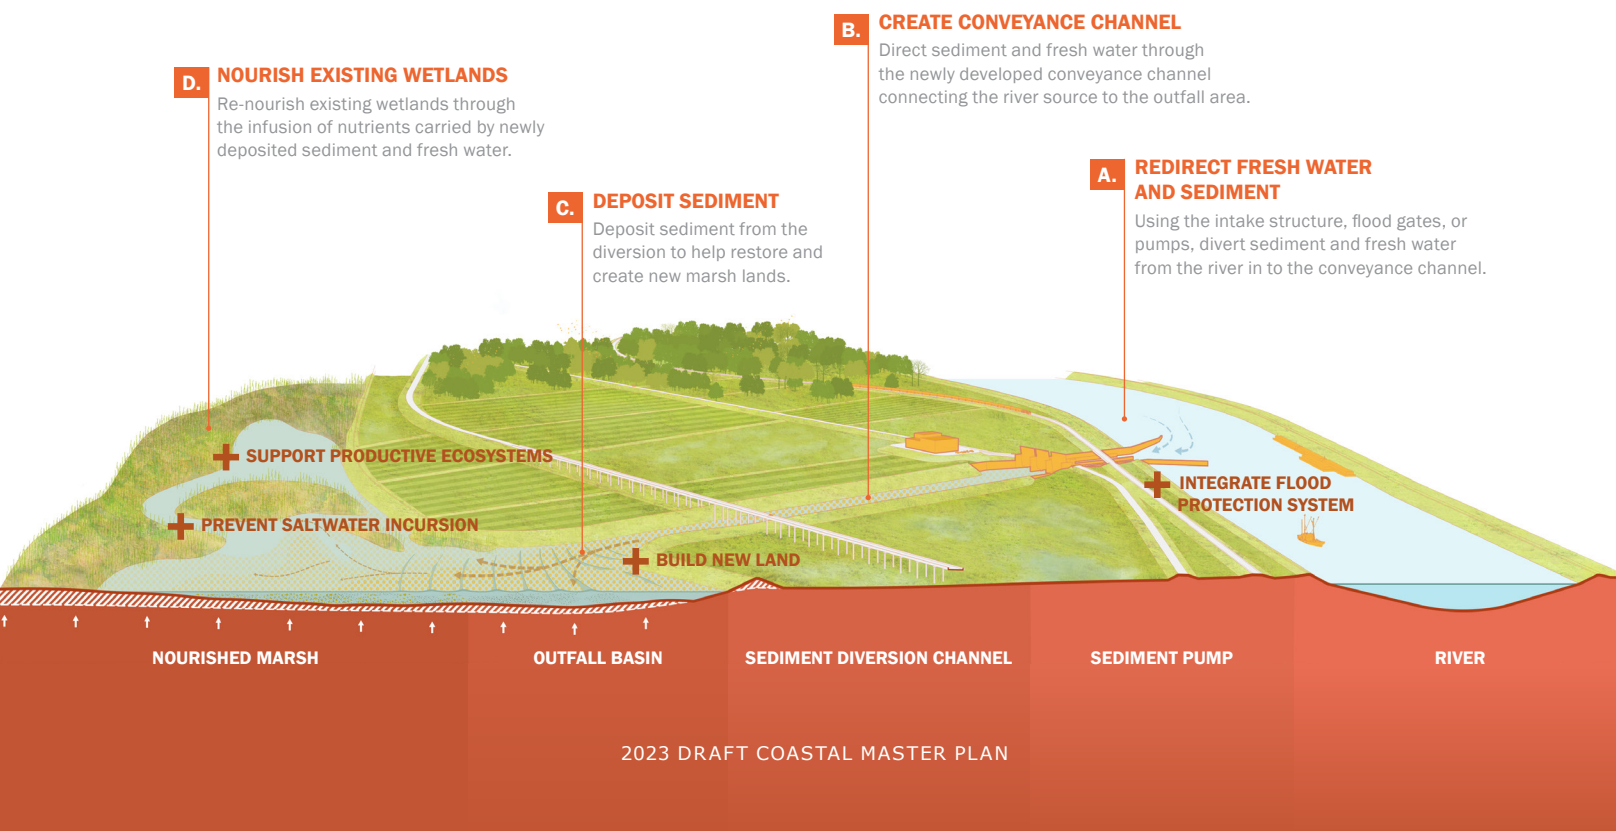 B.
CREATE CONVEYANCE CHANNEL
Direct sediment and fresh water through
the newly developed conveyance channel
connecting the river source to the outfall area.
D.
NOURISH EXISTING WETLANDS
Re-nourish existing wetlands through
the infusion of nutrients carried by newly
deposited sediment and fresh water.
A.
REDIRECT FRESH WATER
AND SEDIMENT
Using the intake structure, flood gates, or
pumps, divert sediment and fresh water
from the river in to the conveyance channel.
C.
DEPOSIT SEDIMENT
Deposit sediment from the
diversion to help restore and
create new marsh lands.
SUPPORT PRODUCTIVE ECOSYSTEMS
INTEGRATE FLOOD
PROTECTION SYSTEM
PREVENT SALTWATER INCURSION
BUILD NEW LAND
NOURISHED MARSH
OUTFALL BASIN
SEDIMENT DIVERSION CHANNEL
SEDIMENT PUMP
RIVER
2023 DRAFT COASTAL MASTER PLAN